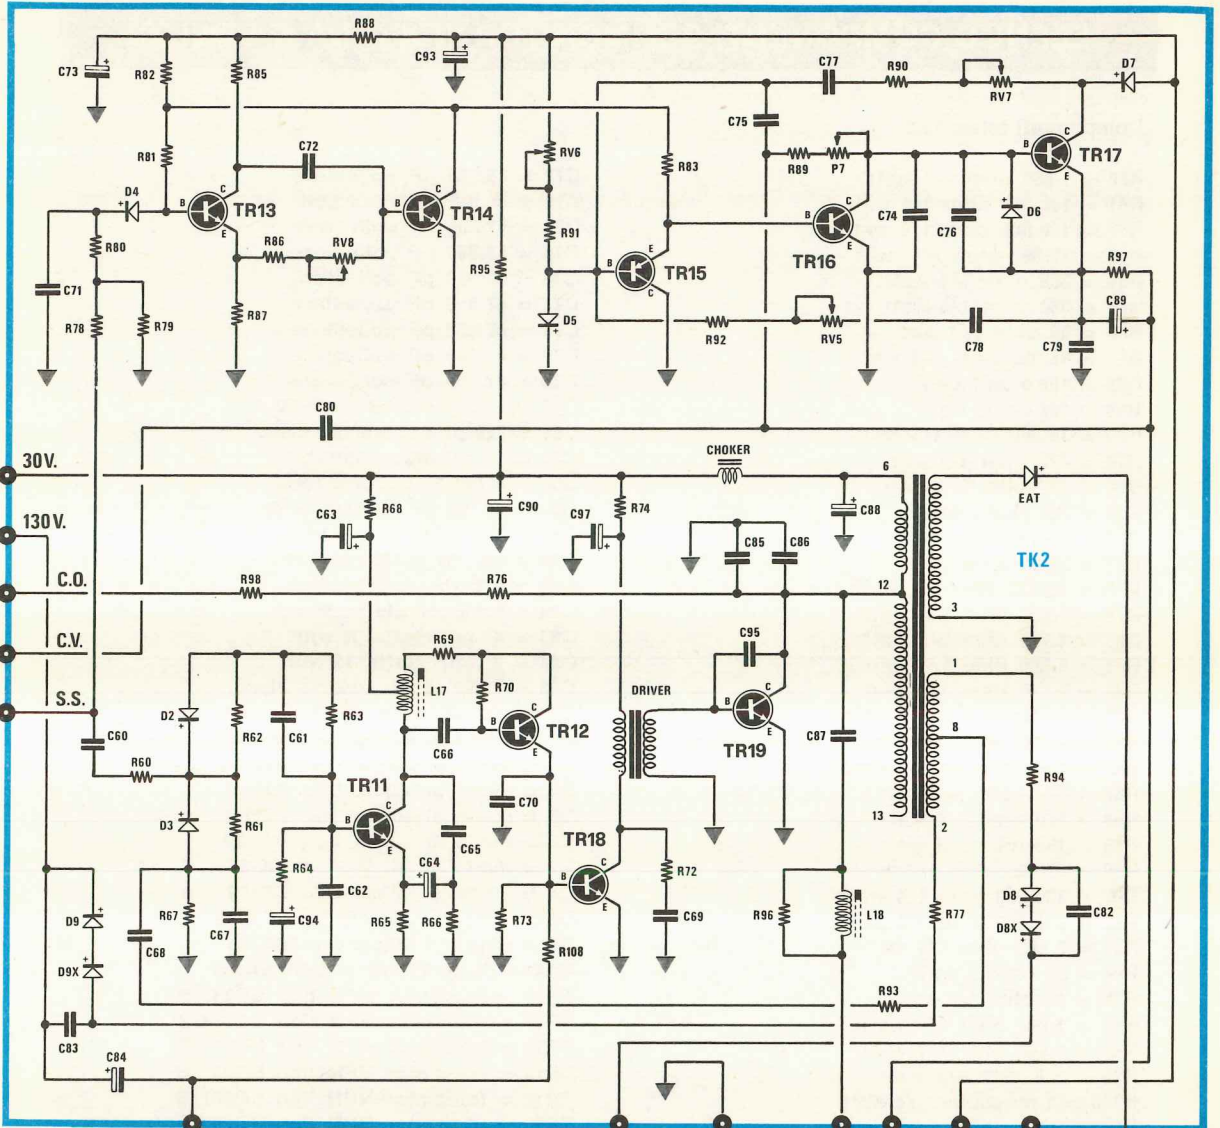 R88
C73
+
R82
R85
C93
+
C77
R90
RV7
D7
+
C75
C
B
E
TR17
R81
C72
RV6
R83
R89
P7
D4
+
B
C
E
TR13
B
C
E
TR14
R80
R86
RV8
R95
R91
B
E
C
TR15
B
C
E
TR16
C74
C76
D6
+
R97
C71
R78
R79
R87
D5
+
R92
RV5
C78
C79
C89
+
C80
30V.
CHOKER
6
EAT
+
C63
+
R68
C90
+
C97
+
R74
C88
+
130V.
C85
C86
TK2
C.O.
R98
R76
12
3
C.V.
R69
C95
1
S.S.
L17
R70
DRIVER
C
B
E
TR19
C60
D2
+
R62
C61
R63
C66
B
C
E
TR12
C87
8
R60
R94
D3
+
R61
TR11
B
C
E
C70
TR18
13
2
R64
C65
C64
+
B
C
E
R72
D9
+
R67
C67
C94
+
C62
R65
R66
R73
C69
R96
L18
R77
D8
+
D8X
+
C82
C68
D9X
+
R108
R93
C83
C84
+